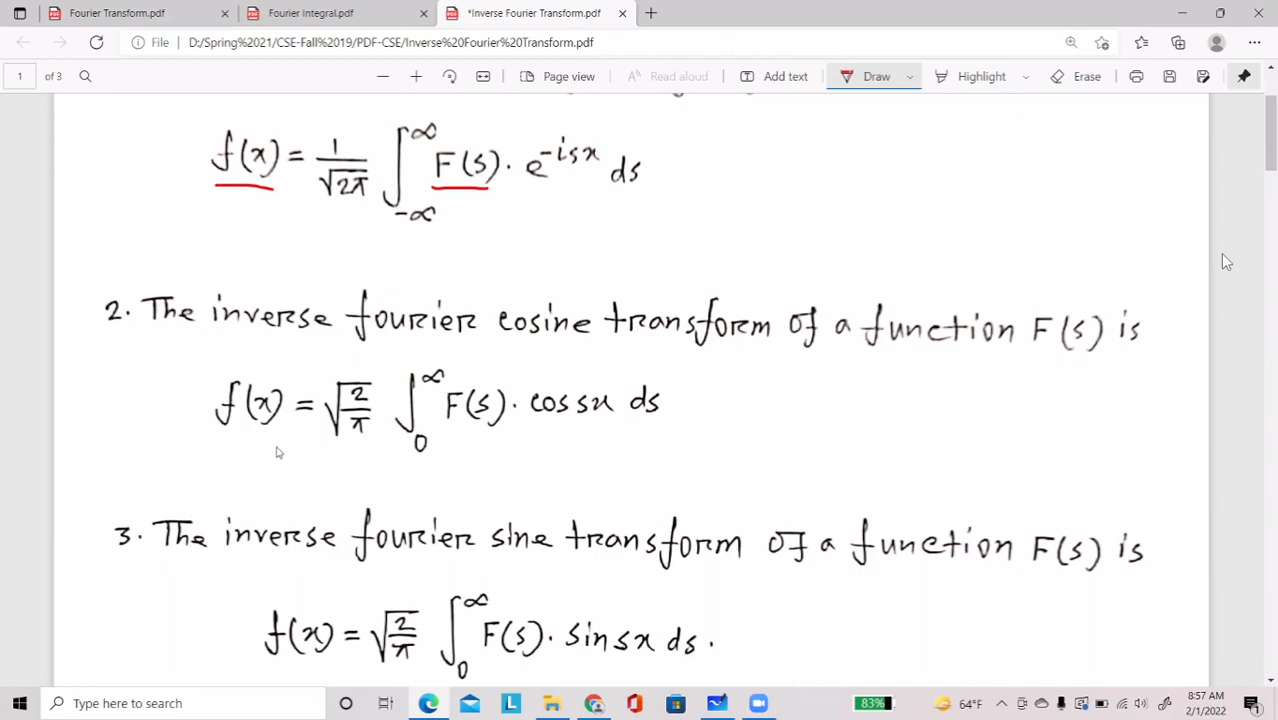 Fourier Transform.pdf
Fourier Integral.pdf
*Inverse Fourier Transform.pdf
File
D:/Spring%2021/CSE-Fall%2019/PDF-CSE/Inverse%20Fourier%20Transform.pdf
1 of 3
Page view
Read aloud
Add text
Draw
Highlight
Erase
f(x) = 1/√2π ∫_{-∞}^{∞} F(s) · e^{-isx} ds
2. The inverse fourier cosine transform of a function F(s) is
f(x) = √2/π ∫_0^∞ F(s) · cos sx ds
3. The inverse fourier sine transform of a function F(s) is
f(x) = √2/π ∫_0^∞ F(s) · sin sx ds.
Type here to search
83%
64°F
8:57 AM
2/1/2022